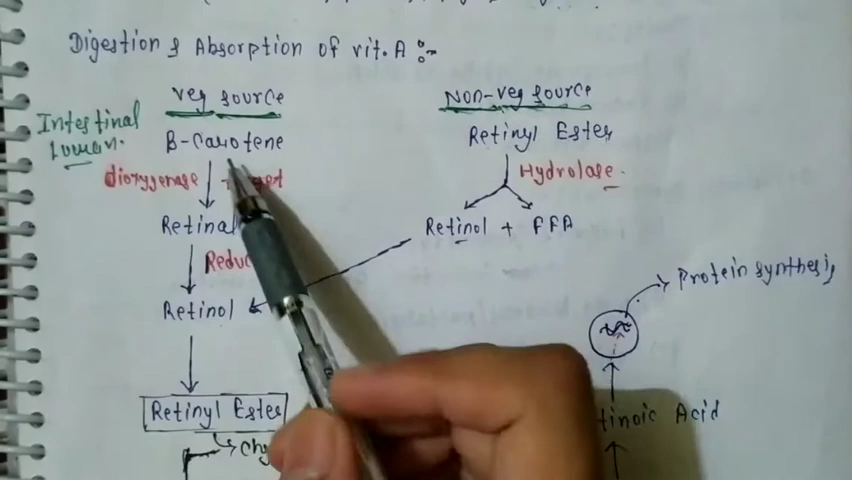 Digestion & Absorption of vit. A :-
veg source
Non-veg source
Intestinal
Lumen.
B-Carotene
Retinyl Ester
dioxygenase
Hydrolase.
Retinal
Retinol + FFA
Retinol
Protein synthesis
Retinyl Ester
Acid